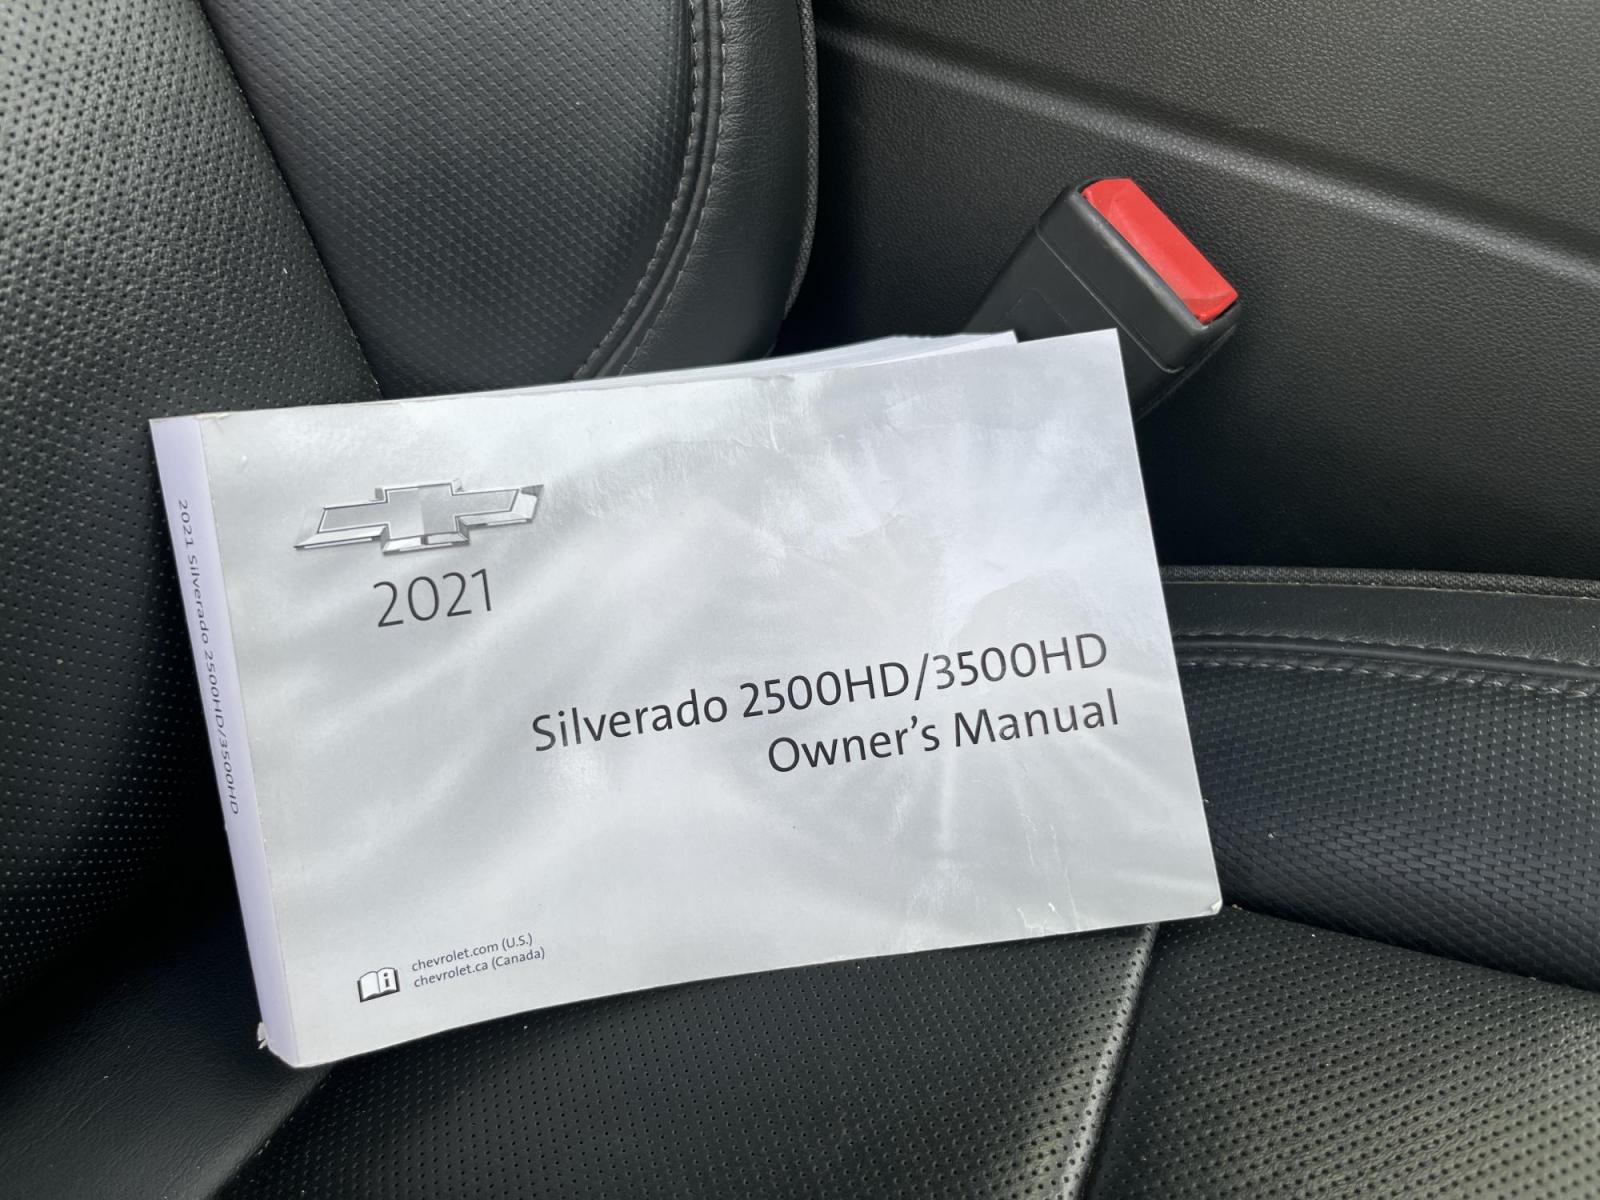 2021
Silverado 2500HD/3500HD
Owner's Manual
chevrolet.com (U.S.)
chevrolet.ca (Canada)
2021 Silverado 2500HD/3500HD